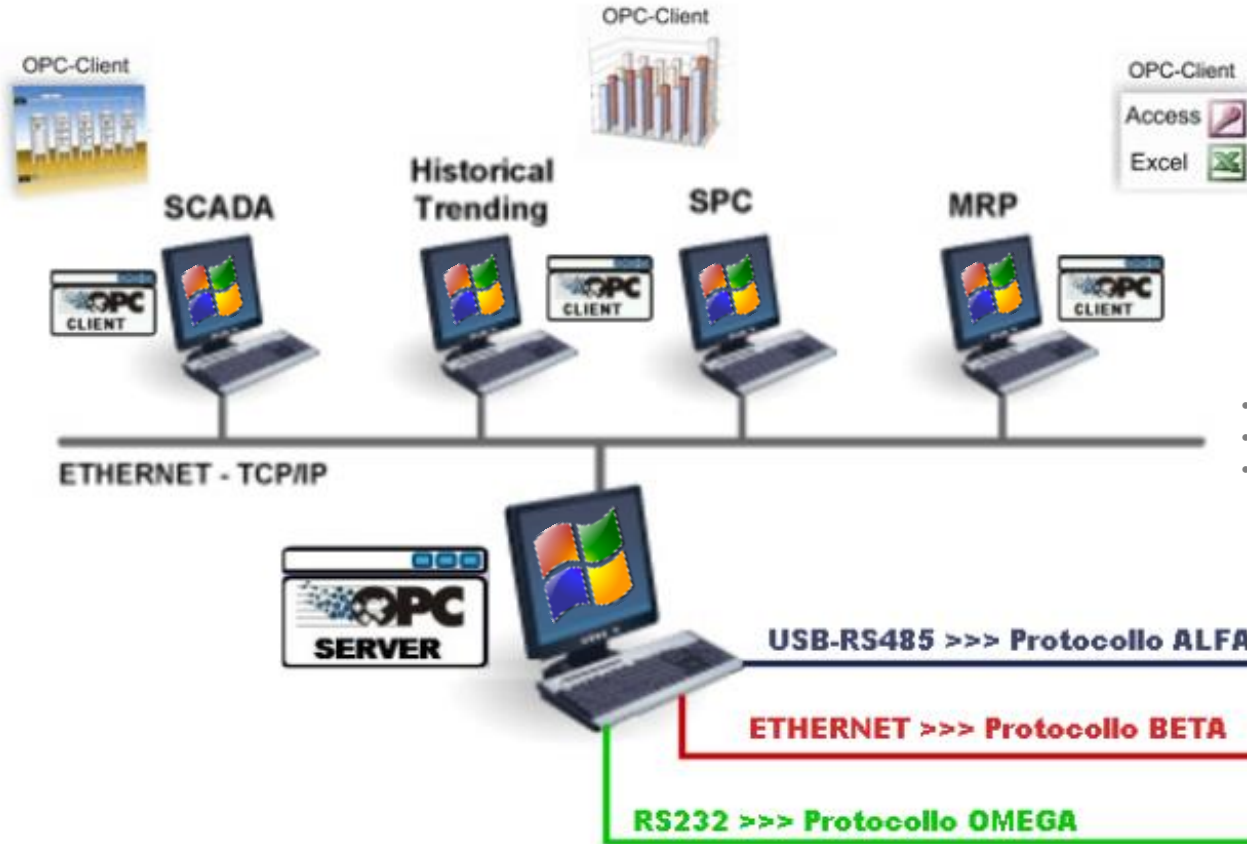 OPC-Client
OPC-Client
OPC-Client
Access
Excel
SCADA
Historical
Trending
SPC
MRP
OPC
CLIENT
OPC
CLIENT
OPC
CLIENT
ETHERNET - TCP/IP
OPC
SERVER
USB-RS485 >>> Protocollo ALFA
ETHERNET >>> Protocollo BETA
RS232 >>> Protocollo OMEGA